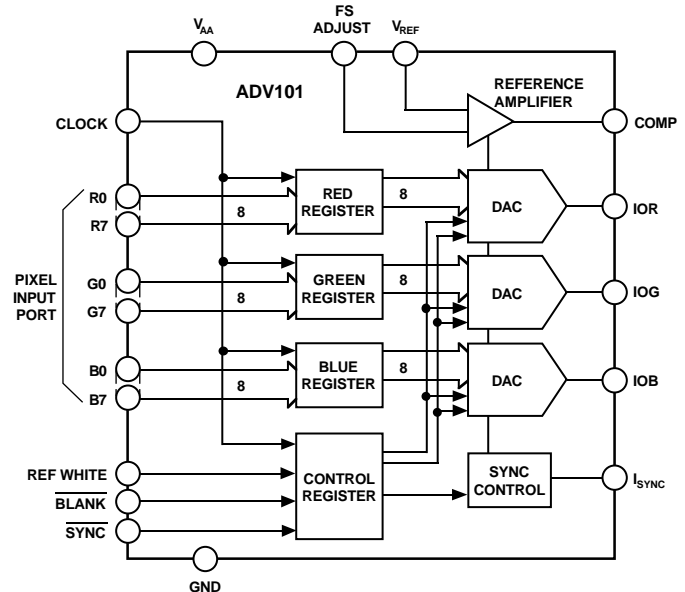 FS
ADJUST
VAA
VREF
ADV101
REFERENCE
AMPLIFIER
CLOCK
COMP
R0
8
R7
RED
REGISTER
8
DAC
IOR
PIXEL
INPUT
PORT
G0
8
G7
GREEN
REGISTER
8
DAC
IOG
B0
8
B7
BLUE
REGISTER
8
DAC
IOB
REF WHITE
BLANK
SYNC
CONTROL
REGISTER
SYNC
CONTROL
ISYNC
GND